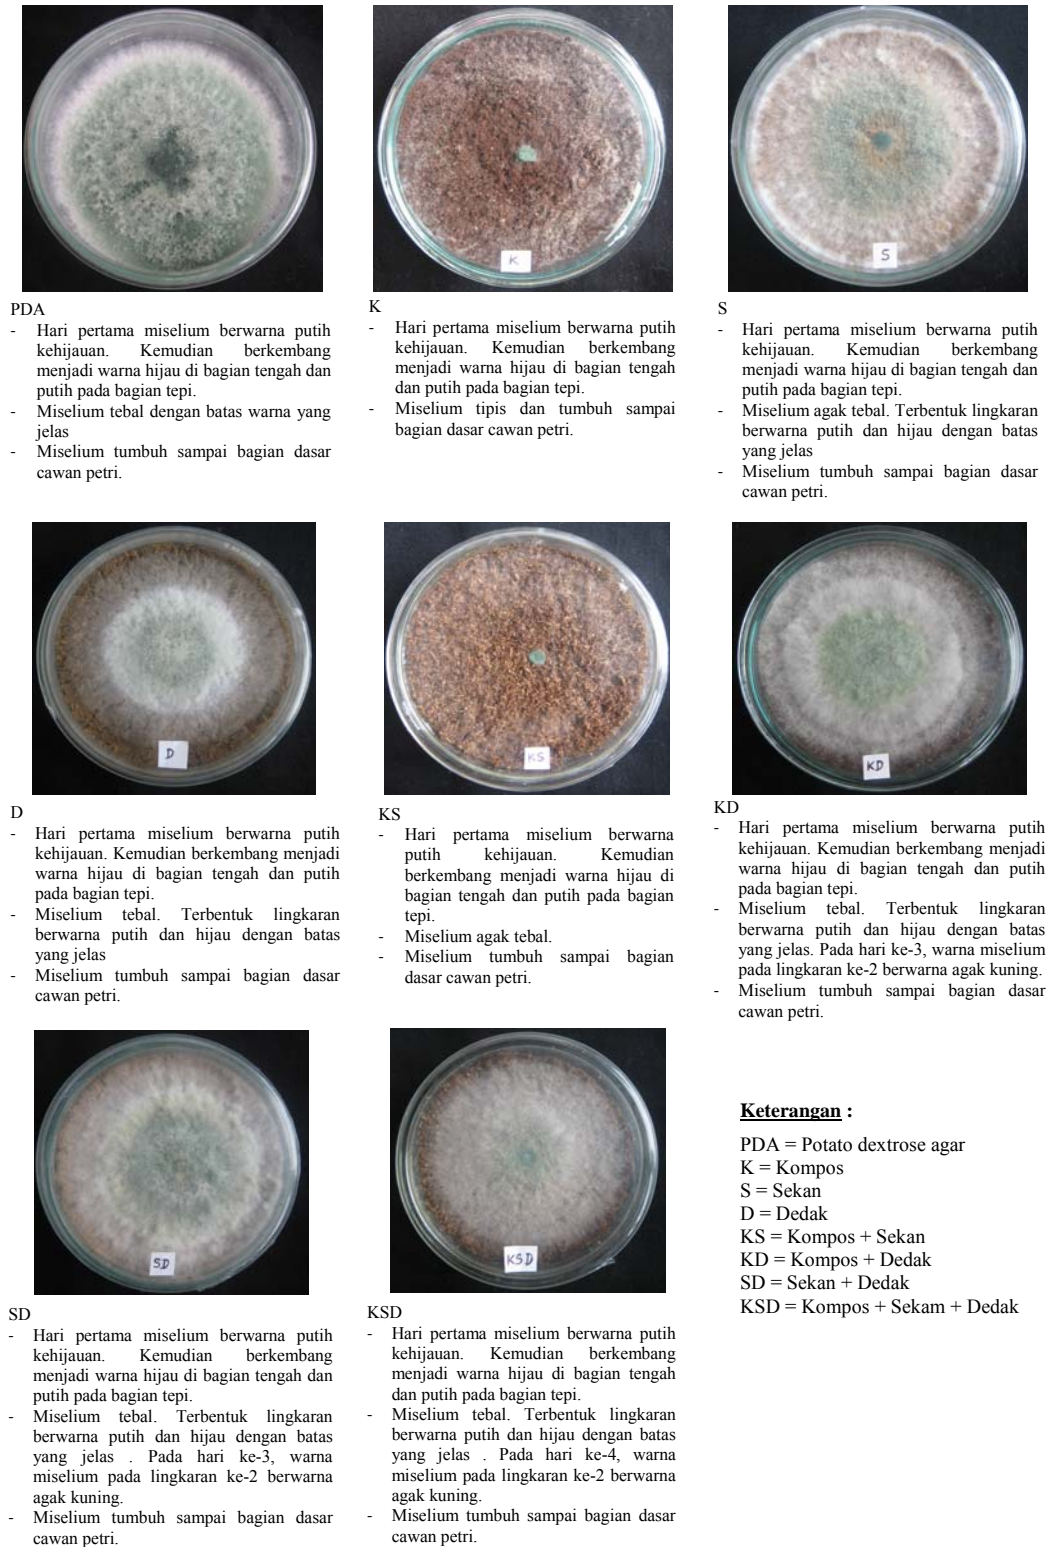 K
S
PDA
- Hari pertama miselium berwarna putih
kehijauan. Kemudian berkembang
menjadi warna hijau di bagian tengah dan
putih pada bagian tepi.
- Miselium tebal dengan batas warna yang
jelas
- Miselium tumbuh sampai bagian dasar
cawan petri.
K
- Hari pertama miselium berwarna putih
kehijauan. Kemudian berkembang
menjadi warna hijau di bagian tengah
dan putih pada bagian tepi.
- Miselium tipis dan tumbuh sampai
bagian dasar cawan petri.
S
- Hari pertama miselium berwarna putih
kehijauan. Kemudian berkembang
menjadi warna hijau di bagian tengah dan
putih pada bagian tepi.
- Miselium agak tebal. Terbentuk lingkaran
berwarna putih dan hijau dengan batas
yang jelas
- Miselium tumbuh sampai bagian dasar
cawan petri.
D
KS
KD
D
- Hari pertama miselium berwarna putih
kehijauan. Kemudian berkembang menjadi
warna hijau di bagian tengah dan putih
pada bagian tepi.
- Miselium tebal. Terbentuk lingkaran
berwarna putih dan hijau dengan batas
yang jelas
- Miselium tumbuh sampai bagian dasar
cawan petri.
KS
- Hari pertama miselium berwarna
putih kehijauan. Kemudian
berkembang menjadi warna hijau di
bagian tengah dan putih pada bagian
tepi.
- Miselium agak tebal.
- Miselium tumbuh sampai bagian
dasar cawan petri.
KD
- Hari pertama miselium berwarna putih
kehijauan. Kemudian berkembang menjadi
warna hijau di bagian tengah dan putih
pada bagian tepi.
- Miselium tebal. Terbentuk lingkaran
berwarna putih dan hijau dengan batas
yang jelas. Pada hari ke-3, warna miselium
pada lingkaran ke-2 berwarna agak kuning.
- Miselium tumbuh sampai bagian dasar
cawan petri.
SD
KSD
SD
- Hari pertama miselium berwarna putih
kehijauan. Kemudian berkembang
menjadi warna hijau di bagian tengah dan
putih pada bagian tepi.
- Miselium tebal. Terbentuk lingkaran
berwarna putih dan hijau dengan batas
yang jelas . Pada hari ke-3, warna
miselium pada lingkaran ke-2 berwarna
agak kuning.
- Miselium tumbuh sampai bagian dasar
cawan petri.
KSD
- Hari pertama miselium berwarna putih
kehijauan. Kemudian berkembang
menjadi warna hijau di bagian tengah
dan putih pada bagian tepi.
- Miselium tebal. Terbentuk lingkaran
berwarna putih dan hijau dengan batas
yang jelas . Pada hari ke-4, warna
miselium pada lingkaran ke-2 berwarna
agak kuning.
- Miselium tumbuh sampai bagian dasar
cawan petri.
Keterangan :
PDA = Potato dextrose agar
K = Kompos
S = Sekan
D = Dedak
KS = Kompos + Sekan
KD = Kompos + Dedak
SD = Sekan + Dedak
KSD = Kompos + Sekam + Dedak